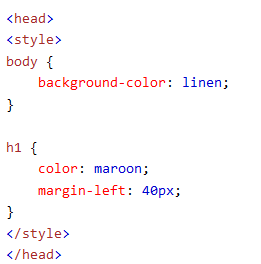 <head>
<style>
body {
    background-color: linen;
}

h1 {
    color: maroon;
    margin-left: 40px;
}
</style>
</head>